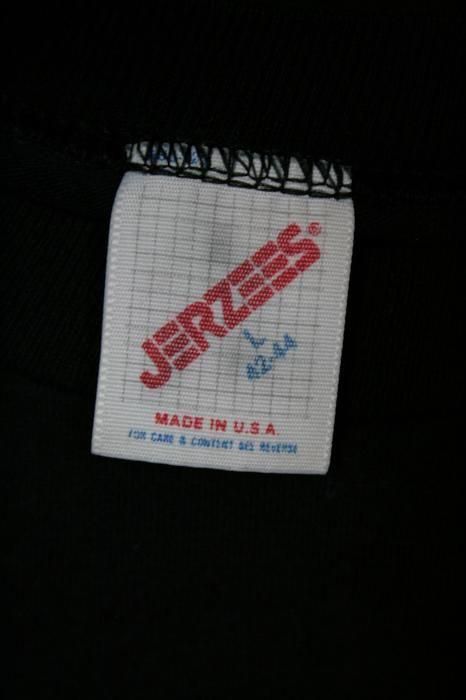 JERZEES®
L
42-44
MADE IN U.S.A.
FOR CARE & CONTENT SEE REVERSE